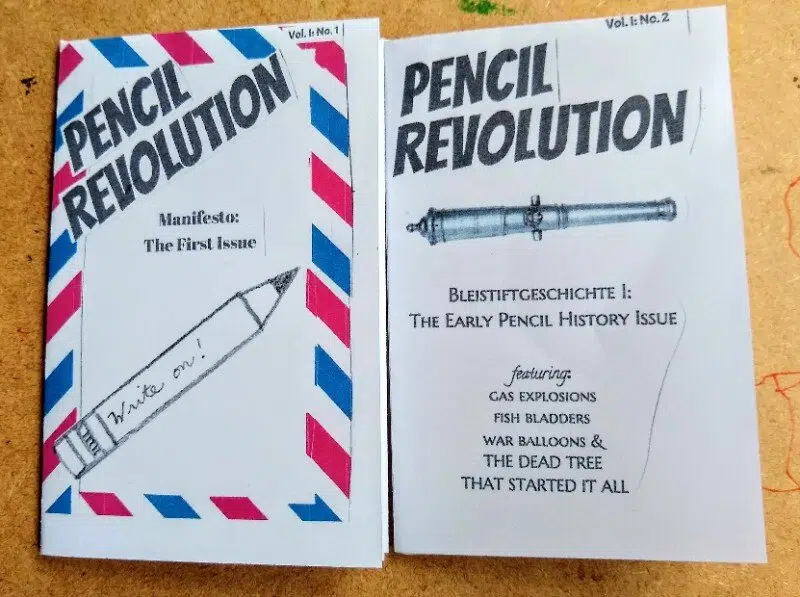 Vol. I: No. 1
PENCIL
REVOLUTION
Manifesto:
The First Issue
Write on!
Vol. I: No. 2
PENCIL
REVOLUTION
BLEISTIFTGESCHICHTE I:
THE EARLY PENCIL HISTORY ISSUE
featuring:
GAS EXPLOSIONS
FISH BLADDERS
WAR BALLOONS &
THE DEAD TREE
THAT STARTED IT ALL